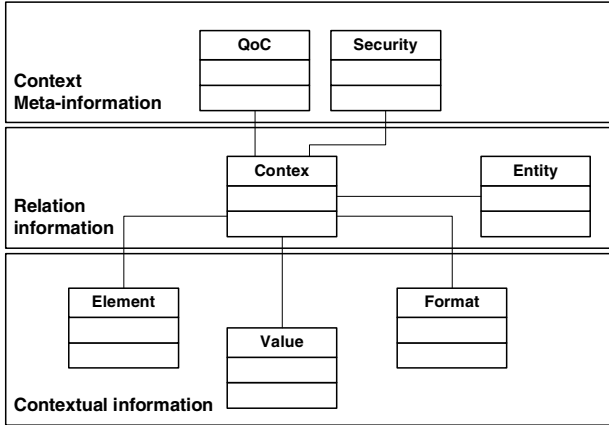 QoC
Security
Context
Meta-information
Contex
Entity
Relation
information
Element
Format
Value
Contextual information